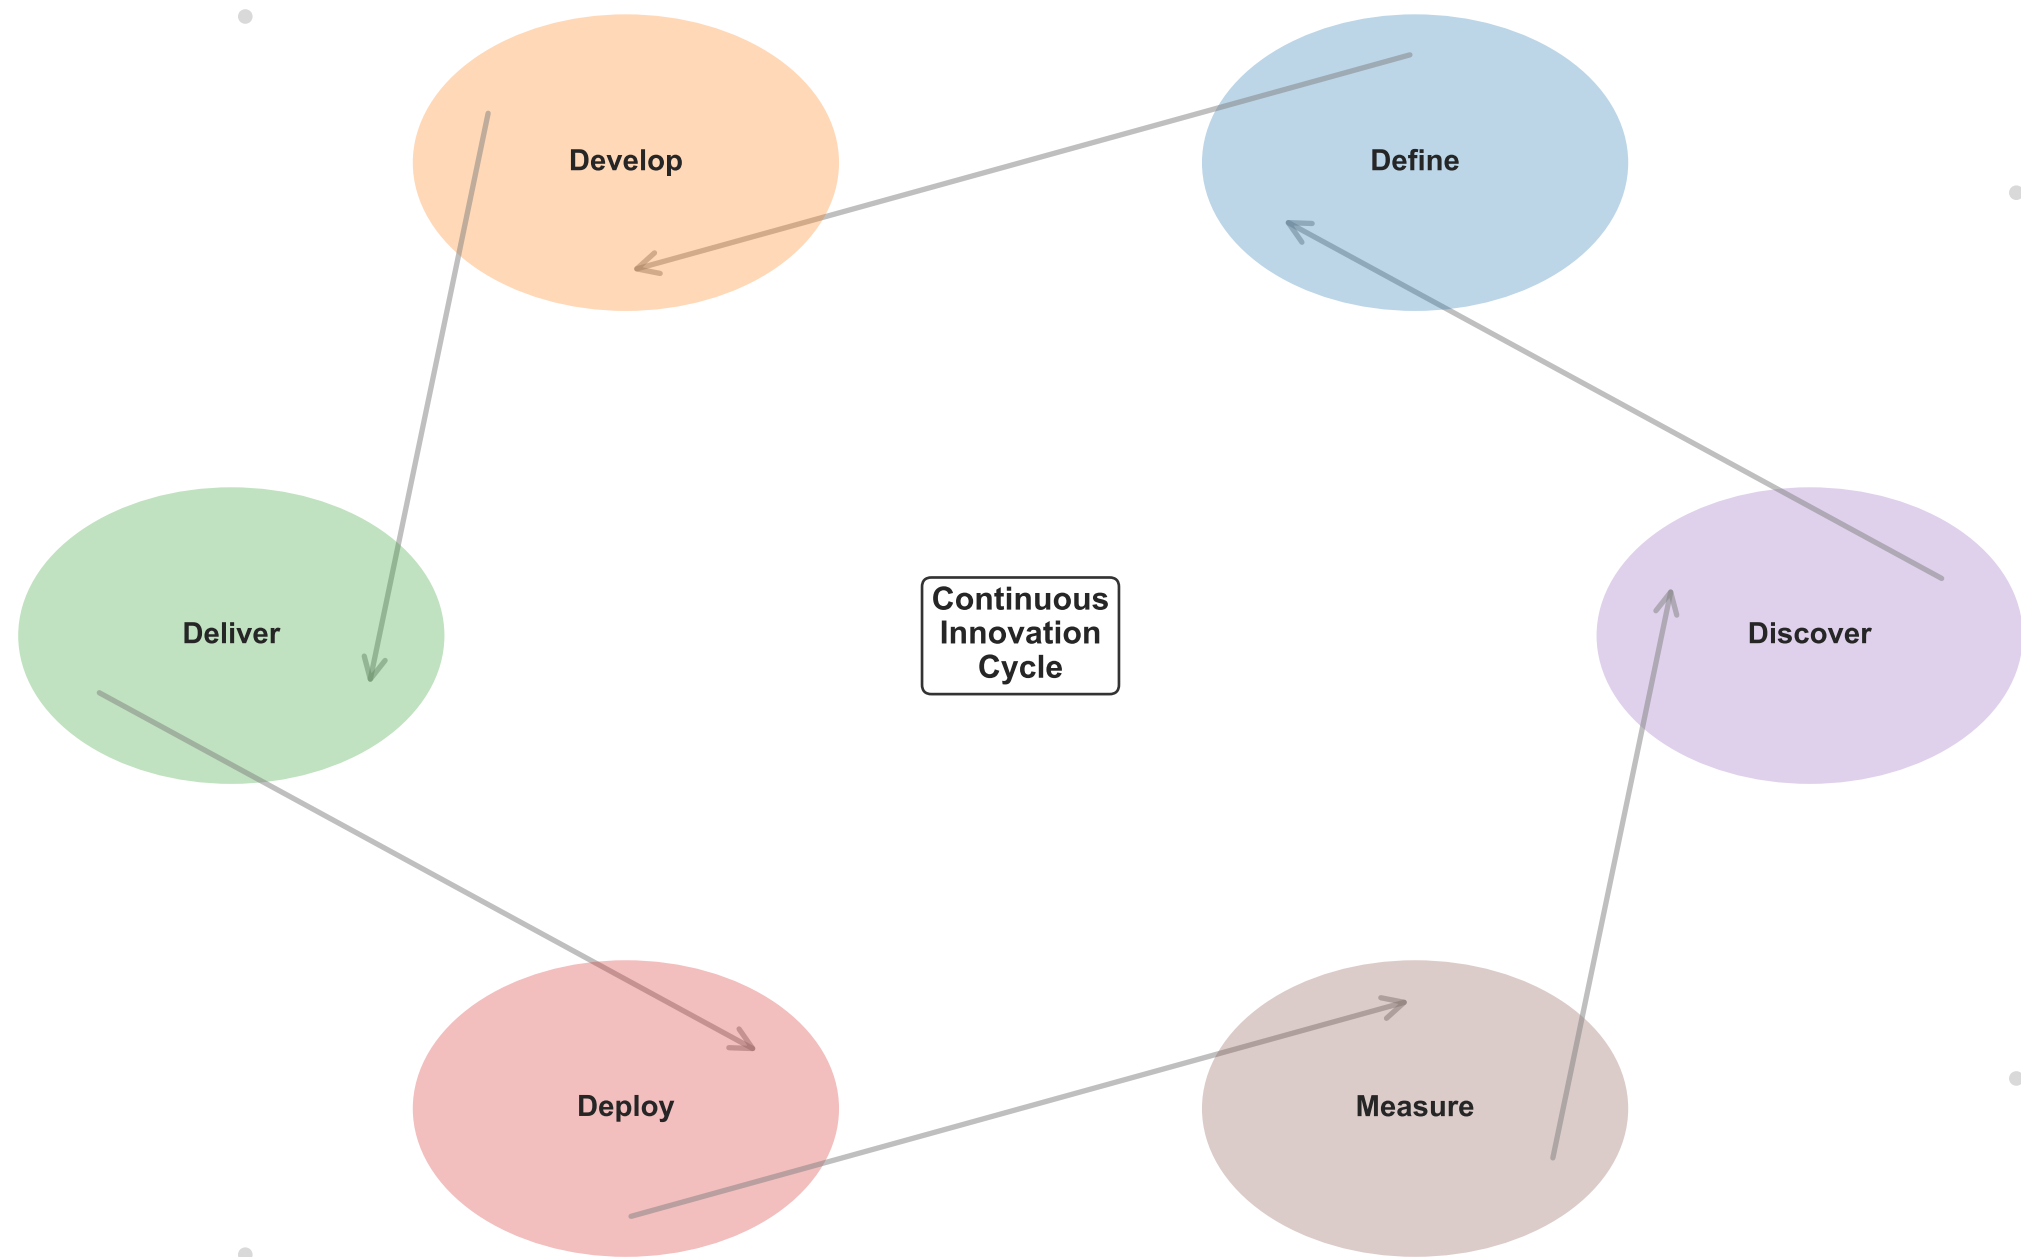 Develop
Define
Deliver
Continuous
Innovation
Cycle
Discover
Deploy
Measure